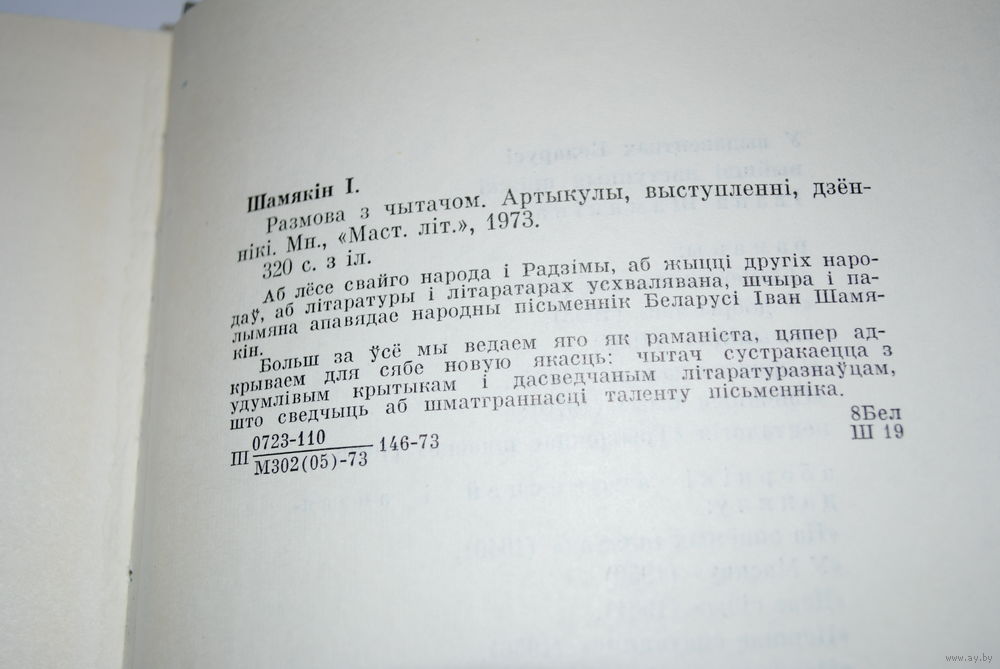 Шамякін І.
Размова з чытачом. Артыкулы, выступленні, дзён-
нікі. Мн., «Маст. літ.», 1973.
320 с. з іл.
Аб лёсе свайго народа і Радзімы, аб жыцці другіх наро-
даў, аб літаратуры і літаратарах усхвалявана, шчыра і па-
лымяна апавядае народны пісьменнік Беларусі Іван Шамя-
кін.
Больш за ўсё мы ведаем яго як раманіста, цяпер ад-
крываем для сябе новую якасць: чытач сустракаецца з
удумлівым крытыкам і дасведчаным літаратуразнаўцам,
што сведчыць аб шматграннасці таленту пісьменніка.
Ш 0723-110 146-73
М302(05)-73
8Бел
Ш 19
www.ay.by